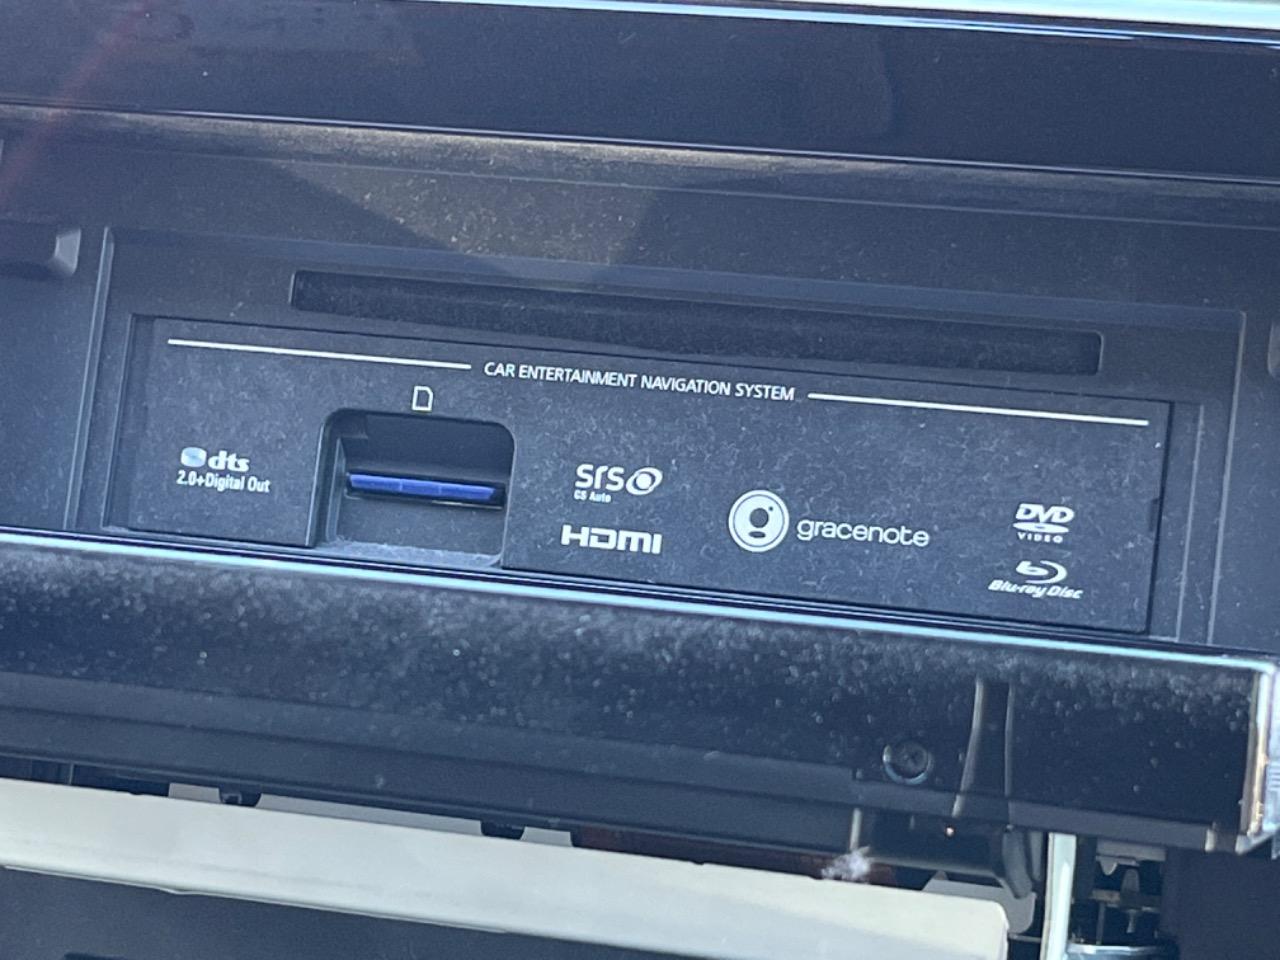 CAR ENTERTAINMENT NAVIGATION SYSTEM
dts
2.0+Digital Out
SRS
CS Auto
HDMI
gracenote
DVD
VIDEO
Blu-ray Disc